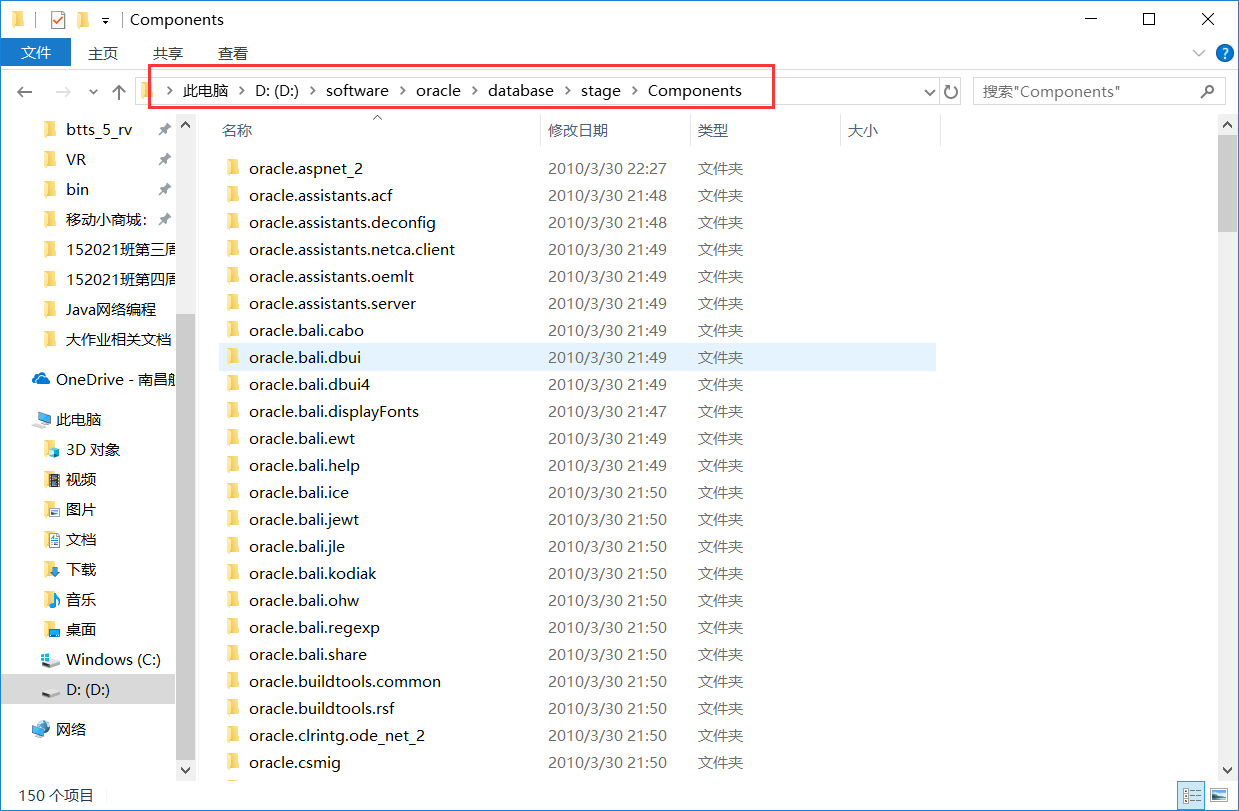 Components
文件 主页 共享 查看
此电脑 D: (D:) software oracle database stage Components 搜索"Components"
名称 修改日期 类型 大小
btts_5_rv
VR
bin
移动小商城:
152021班第三周
152021班第四周
Java网络编程
大作业相关文档
OneDrive - 南昌航
此电脑
3D 对象
视频
图片
文档
下载
音乐
桌面
Windows (C:)
D: (D:)
网络
oracle.aspnet_2 2010/3/30 22:27 文件夹
oracle.assistants.acf 2010/3/30 21:48 文件夹
oracle.assistants.deconfig 2010/3/30 21:48 文件夹
oracle.assistants.netca.client 2010/3/30 21:49 文件夹
oracle.assistants.oemlt 2010/3/30 21:49 文件夹
oracle.assistants.server 2010/3/30 21:49 文件夹
oracle.bali.cabo 2010/3/30 21:49 文件夹
oracle.bali.dbui 2010/3/30 21:49 文件夹
oracle.bali.dbui4 2010/3/30 21:49 文件夹
oracle.bali.displayFonts 2010/3/30 21:47 文件夹
oracle.bali.ewt 2010/3/30 21:49 文件夹
oracle.bali.help 2010/3/30 21:49 文件夹
oracle.bali.ice 2010/3/30 21:50 文件夹
oracle.bali.jewt 2010/3/30 21:50 文件夹
oracle.bali.jle 2010/3/30 21:50 文件夹
oracle.bali.kodiak 2010/3/30 21:50 文件夹
oracle.bali.ohw 2010/3/30 21:50 文件夹
oracle.bali.regexp 2010/3/30 21:50 文件夹
oracle.bali.share 2010/3/30 21:50 文件夹
oracle.buildtools.common 2010/3/30 21:50 文件夹
oracle.buildtools.rsf 2010/3/30 21:50 文件夹
oracle.clrintg.ode_net_2 2010/3/30 21:50 文件夹
oracle.csmig 2010/3/30 21:50 文件夹
150 个项目